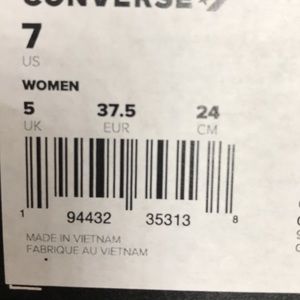 CONVERSE
7
US
WOMEN
5 37.5 24
UK EUR CM
1 94432 35313 8
MADE IN VIETNAM
FABRIQUE AU VIETNAM